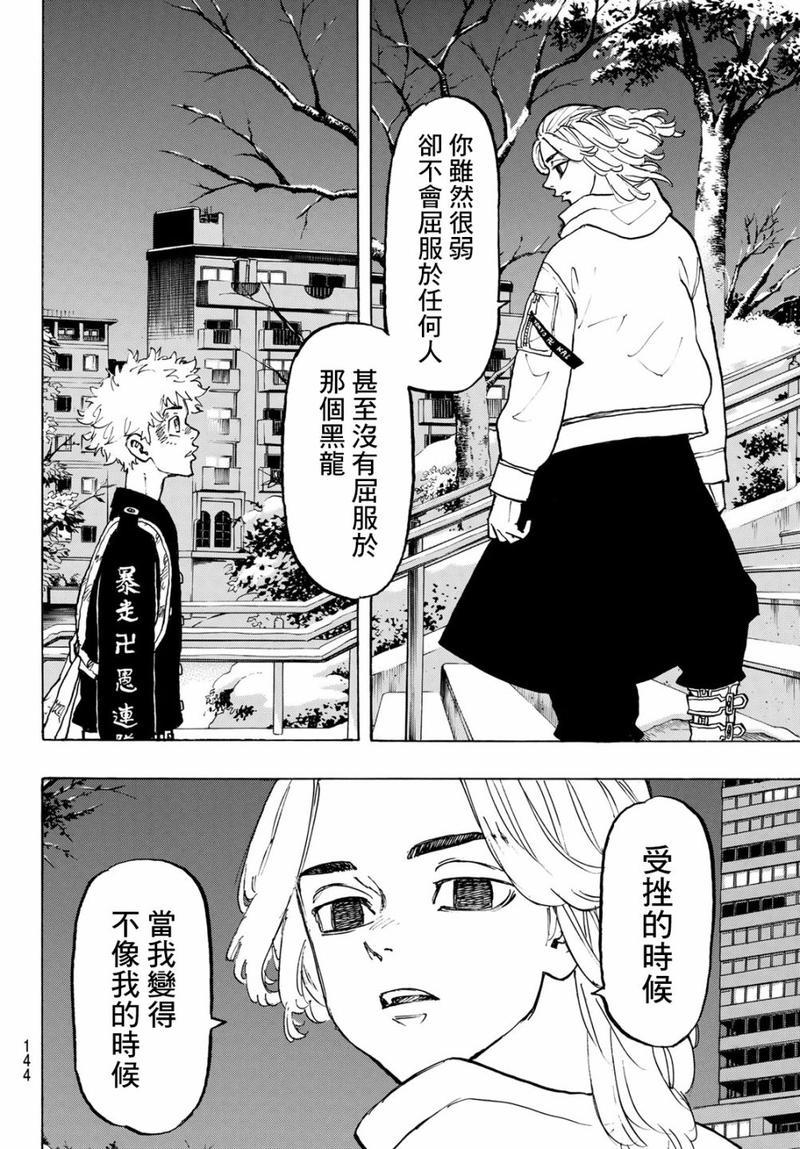 你雖然很弱
卻不會屈服於任何人
甚至沒有屈服於
那個黑龍
暴走卍愚連隊
受挫的時候
當我變得
不像我的時候
144